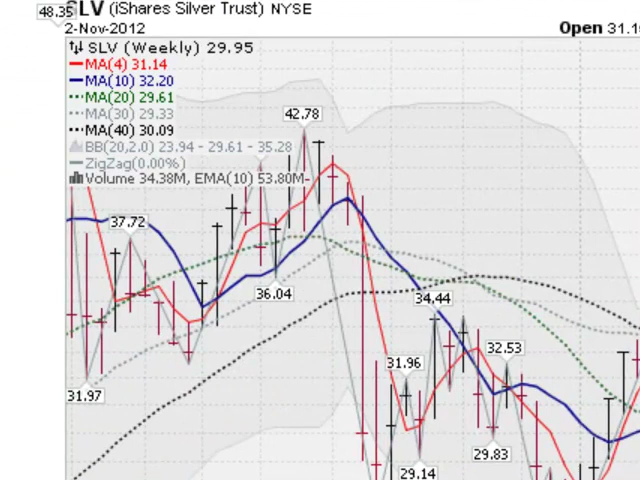 48.35
SLV (iShares Silver Trust) NYSE
2-Nov-2012
Open 31.1
SLV (Weekly) 29.95
MA(4) 31.14
MA(10) 32.20
MA(20) 29.61
MA(30) 29.33
MA(40) 30.09
BB(20,2.0) 23.94 - 29.61 - 35.28
ZigZag(0.00%)
Volume 34.38M, EMA(10) 53.80M
42.78
37.72
36.04
34.44
32.53
31.96
31.97
29.83
29.14